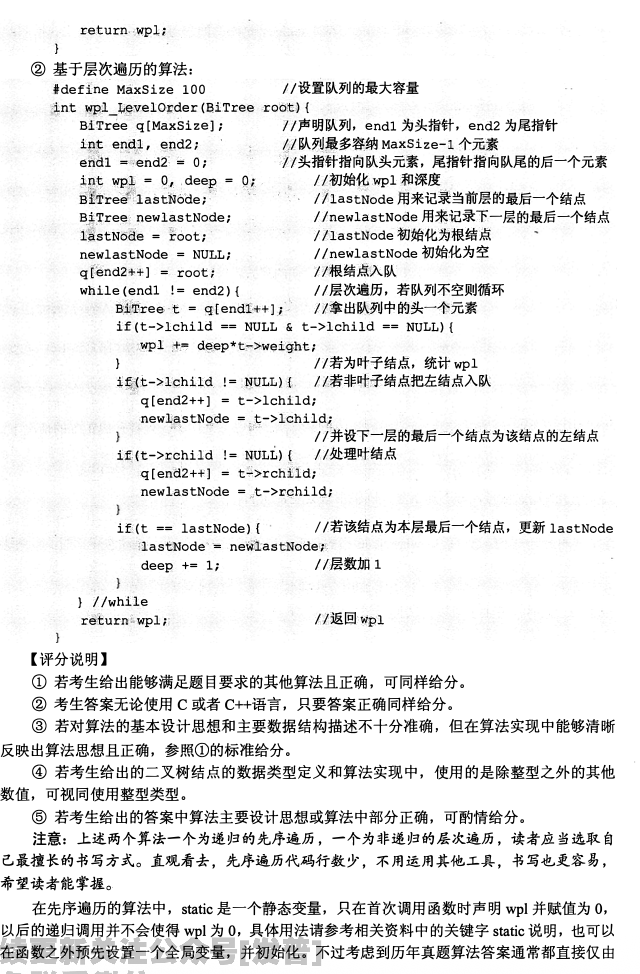 return wpl;
}
② 基于层次遍历的算法：
#define MaxSize 100 //设置队列的最大容量
int wpl_LevelOrder(BiTree root){
BiTree q[MaxSize]; //声明队列，end1 为头指针，end2 为尾指针
int end1, end2; //队列最多容纳 MaxSize-1 个元素
end1 = end2 = 0; //头指针指向队头元素，尾指针指向队尾的后一个元素
int wpl = 0, deep = 0; //初始化 wpl 和深度
BiTree lastNode; //lastNode 用来记录当前层的最后一个结点
BiTree newlastNode; //newlastNode 用来记录下一层的最后一个结点
lastNode = root; //lastNode 初始化为根结点
newlastNode = NULL; //newlastNode 初始化为空
q[end2++] = root; //根结点入队
while(end1 != end2){ //层次遍历，若队列不空则循环
BiTree t = q[end1++]; //拿出队列中的头一个元素
if(t->lchild == NULL & t->lchild == NULL){
wpl += deep*t->weight;
} //若为叶子结点，统计 wpl
if(t->lchild != NULL){ //若非叶子结点把左结点入队
q[end2++] = t->lchild;
newlastNode = t->lchild;
} //并设下一层的最后一个结点为该结点的左结点
if(t->rchild != NULL){ //处理叶结点
q[end2++] = t->rchild;
newlastNode = t->rchild;
}
if(t == lastNode){ //若该结点为本层最后一个结点，更新 lastNode
lastNode = newlastNode;
deep += 1; //层数加 1
}
} //while
return wpl; //返回 wpl
}
【评分说明】
① 若考生给出能够满足题目要求的其他算法且正确，可同样给分。
② 考生答案无论使用 C 或者 C++语言，只要答案正确同样给分。
③ 若对算法的基本设计思想和主要数据结构描述不十分准确，但在算法实现中能够清晰
反映出算法思想且正确，参照①的标准给分。
④ 若考生给出的二叉树结点的数据类型定义和算法实现中，使用的是除整型之外的其他
数值，可视同使用整型类型。
⑤ 若考生给出的答案中算法主要设计思想或算法中部分正确，可酌情给分。
注意：上述两个算法一个为递归的先序遍历，一个为非递归的层次遍历，读者应当选取自
己最擅长的书写方式。直观看去，先序遍历代码行数少，不用运用其他工具，书写也更容易，
希望读者能掌握。
在先序遍历的算法中，static 是一个静态变量，只在首次调用函数时声明 wpl 并赋值为 0，
以后的递归调用并不会使得 wpl 为 0，具体用法请参考相关资料中的关键字 static 说明，也可以
在函数之外预先设置一个全局变量，并初始化。不过考虑到历年真题算法答案通常都直接仅由